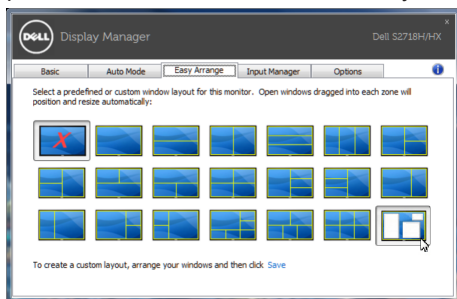 DELL Display Manager
Dell S2718H/HX
Basic Auto Mode Easy Arrange Input Manager Options
Select a predefined or custom window layout for this monitor. Open windows dragged into each zone will
position and resize automatically:
To create a custom layout, arrange your windows and then click Save